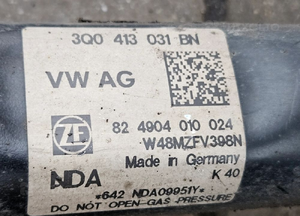 3Q0 413 031 BN
VW AG
ZF
82 4904 010 024
W48MZFV398N
Made in Germany
NDA
K 40
*642 NDA09951Y*
DO NOT OPEN-GAS PRESSURE